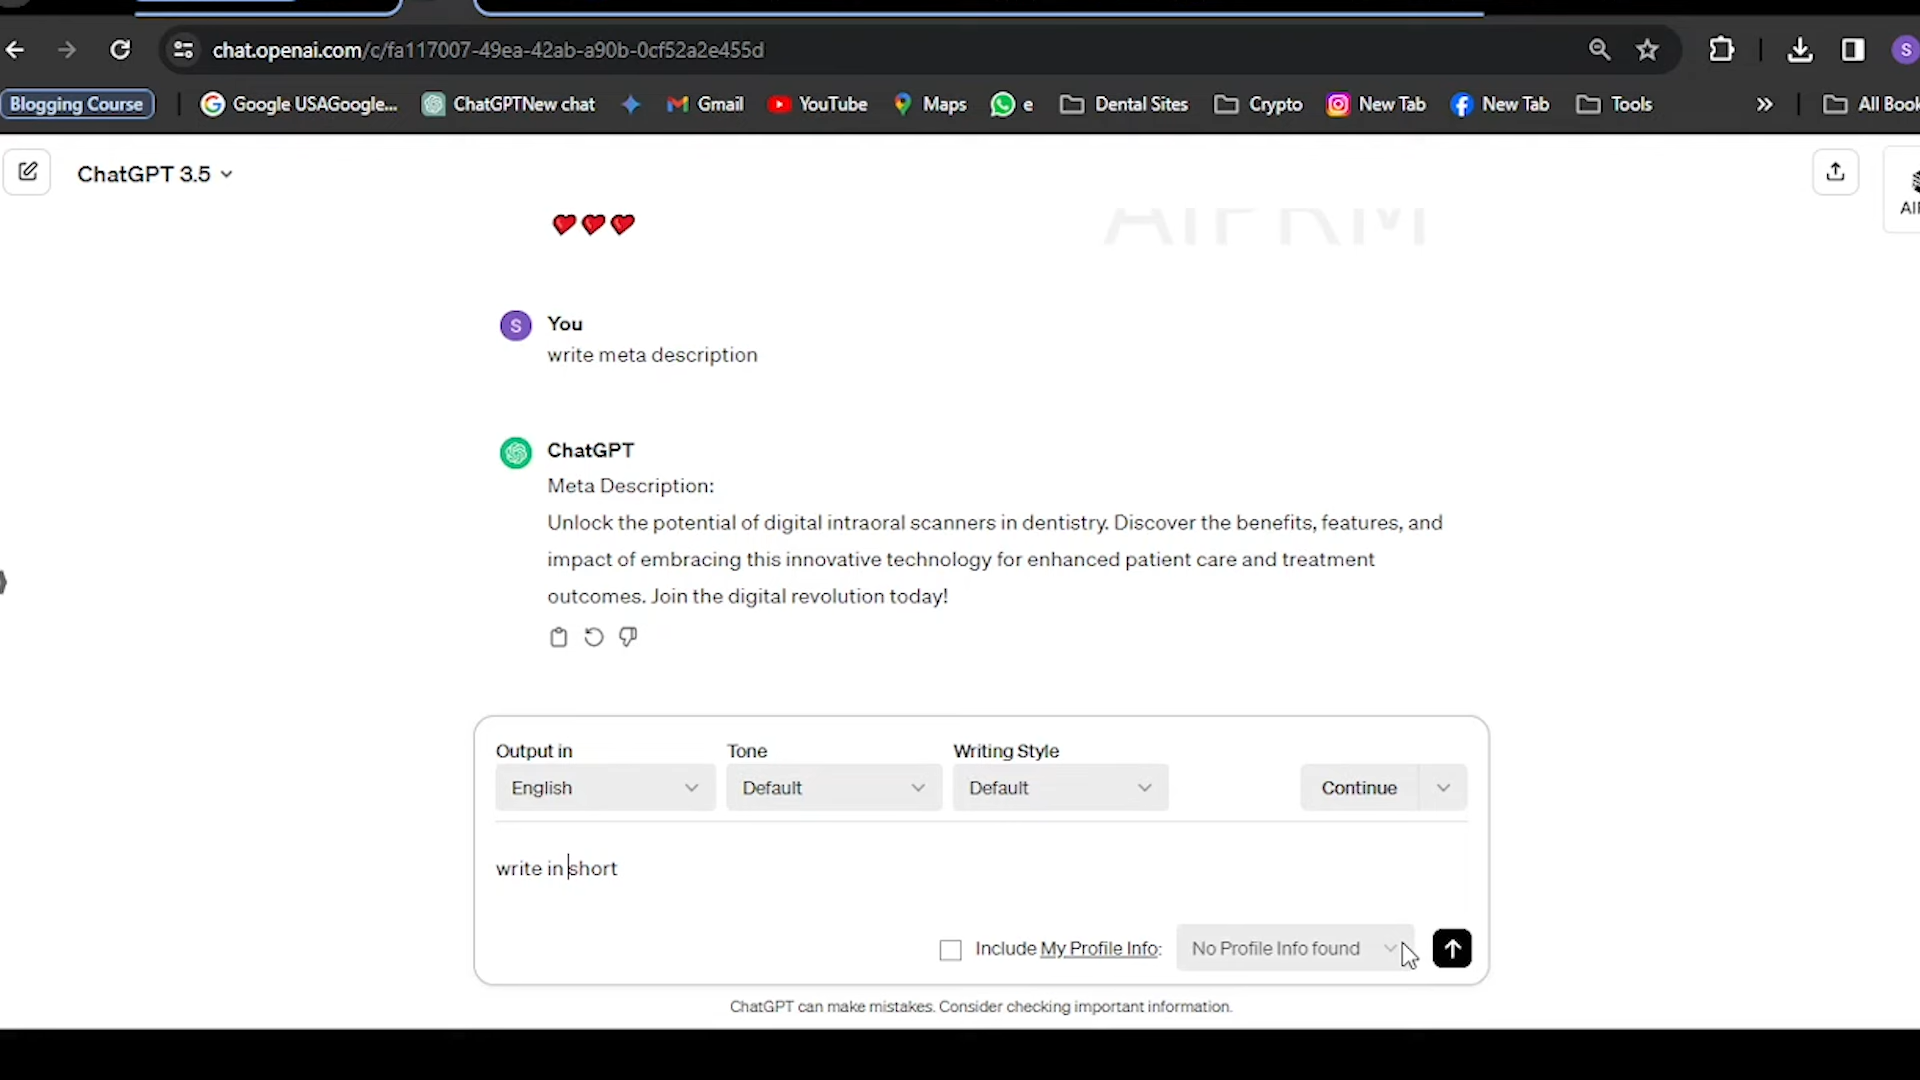 chat.openai.com/c/fa117007-49ea-42ab-a90b-0cf52a2e455d
S
Blogging Course
Google USAGoogle...
ChatGPTNew chat
Gmail
YouTube
Maps
e
Dental Sites
Crypto
New Tab
New Tab
Tools
»
All Book
ChatGPT 3.5
AIPRM
S
You
write meta description
ChatGPT
Meta Description:
Unlock the potential of digital intraoral scanners in dentistry. Discover the benefits, features, and
impact of embracing this innovative technology for enhanced patient care and treatment
outcomes. Join the digital revolution today!
Output in
Tone
Writing Style
English
Default
Default
Continue
write in short
Include My Profile Info:
No Profile Info found
ChatGPT can make mistakes. Consider checking important information.